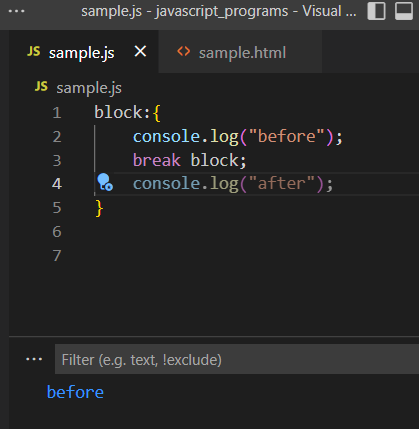 ··· sample.js - javascript_programs - Visual ...
JS sample.js × <> sample.html
JS sample.js
1 block:{
2     console.log("before");
3     break block;
4     console.log("after");
5 }
6
7
··· Filter (e.g. text, !exclude)
before